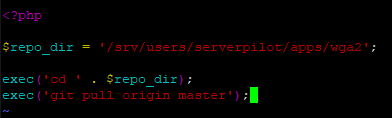 <?php
$repo_dir = '/srv/users/serverpilot/apps/wga2';
exec('cd ' . $repo_dir);
exec('git pull origin master');
~